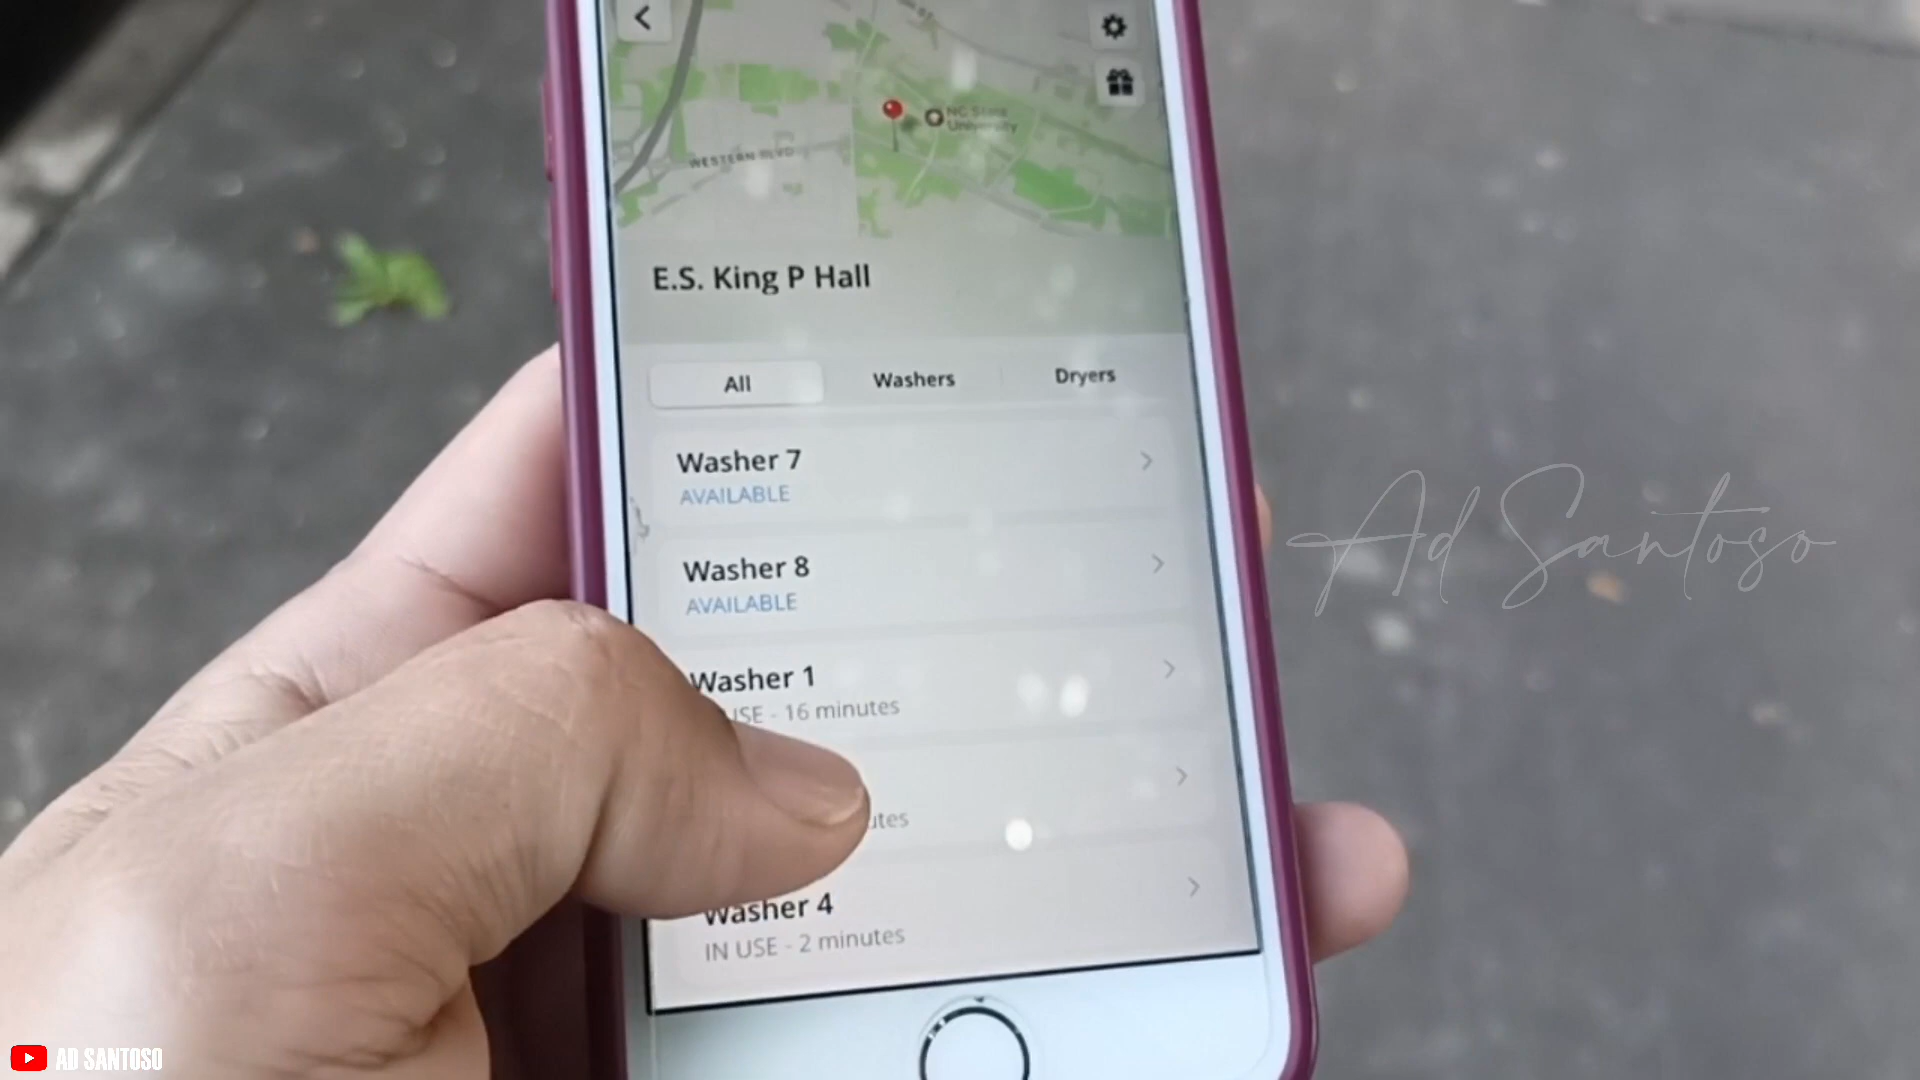 NC State
University
WESTERN BLVD
E.S. King P Hall
All Washers Dryers
Washer 7
AVAILABLE
Washer 8
AVAILABLE
Washer 1
USE - 16 minutes
Washer 4
IN USE - 2 minutes
Ad Santoso
AD SANTOSO